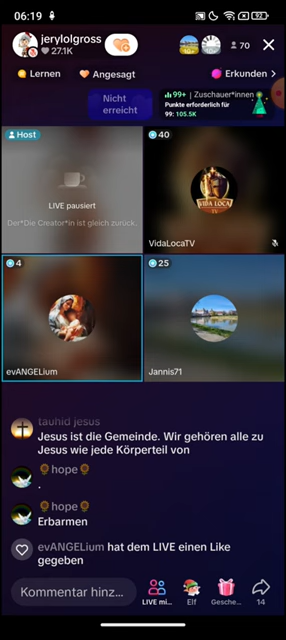 06:19
92
jerylolgross
27.1K
10+
70
Lernen
Angesagt
Erkunden >
Nicht
erreicht
99+ | Zuschauer*innen
Punkte erforderlich für
99: 105.5K
Host
LIVE pausiert
Der*Die Creator*in ist gleich zurück.
40
VIDA LOCA
TV
VidaLocaTV
4
evANGELium
25
Jannis71
tauhid jesus
Jesus ist die Gemeinde. Wir gehören alle zu
Jesus wie jede Körperteil von
🌻hope🌻
.
🌻hope🌻
Erbarmen
evANGELium hat dem LIVE einen Like
gegeben
Kommentar hinz...
LIVE mi...
Elf
Gesche...
14